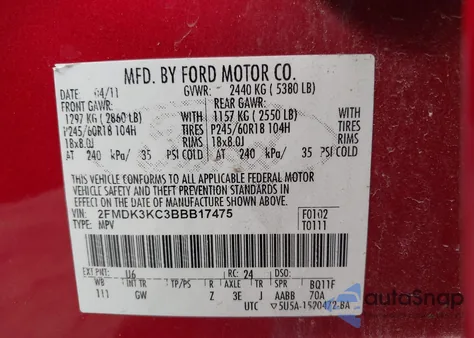 MFD. BY FORD MOTOR CO.
DATE: 04/11 GVWR: 2440 KG ( 5380 LB)
FRONT GAWR: REAR GAWR:
1297 KG ( 2860 LB) WITH 1157 KG ( 2550 LB) WITH
P245/60R18 104H TIRES P245/60R18 104H TIRES
18x8.0J RIMS 18x8.0J RIMS
AT 240 kPa/ 35 PSI COLD AT 240 kPa/ 35 PSI COLD
THIS VEHICLE CONFORMS TO ALL APPLICABLE FEDERAL MOTOR
VEHICLE SAFETY AND THEFT PREVENTION STANDARDS IN
EFFECT ON THE DATE OF MANUFACTURE SHOWN ABOVE.
VIN: 2FMDK3KC3BBB17475 F0102
TYPE: MPV T0111
EXT PNT: U6 RC: 24 DSO:
WB INT TR TP/PS R AXLE TR SPR BQ11F
111 GW Z 3E J AABB 70A
UTC 5U5A-1520472-BA
autoSnap